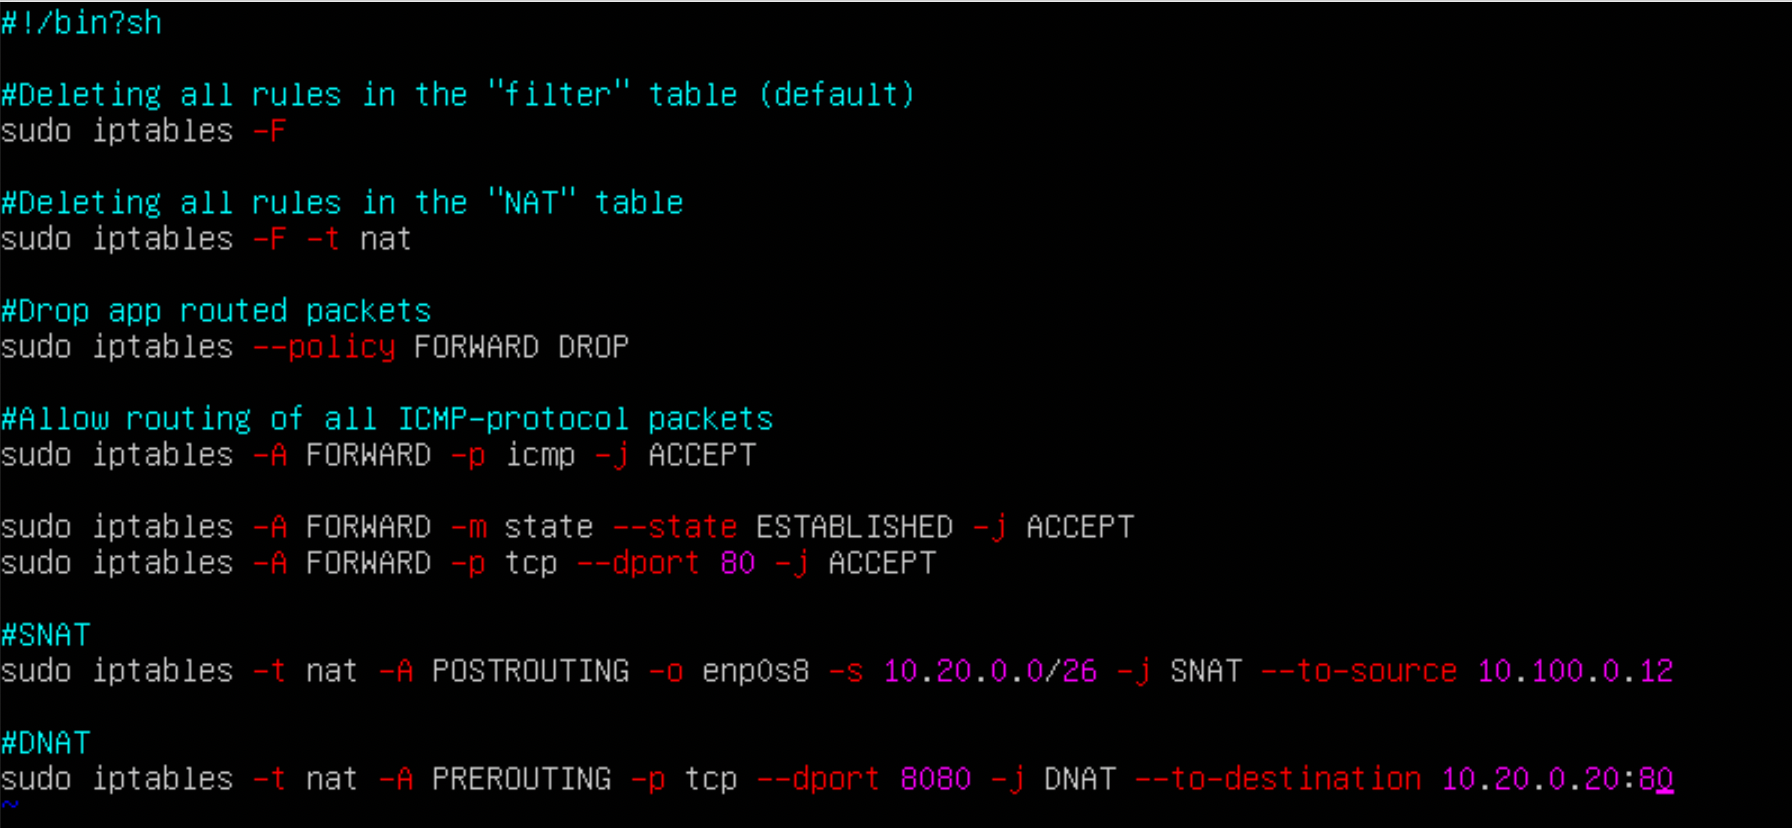 #!/bin?sh
#Deleting all rules in the "filter" table (default)
sudo iptables -F
#Deleting all rules in the "NAT" table
sudo iptables -F -t nat
#Drop app routed packets
sudo iptables --policy FORWARD DROP
#Allow routing of all ICMP-protocol packets
sudo iptables -A FORWARD -p icmp -j ACCEPT
sudo iptables -A FORWARD -m state --state ESTABLISHED -j ACCEPT
sudo iptables -A FORWARD -p tcp --dport 80 -j ACCEPT
#SNAT
sudo iptables -t nat -A POSTROUTING -o enp0s8 -s 10.20.0.0/26 -j SNAT --to-source 10.100.0.12
#DNAT
sudo iptables -t nat -A PREROUTING -p tcp --dport 8080 -j DNAT --to-destination 10.20.0.20:80
~